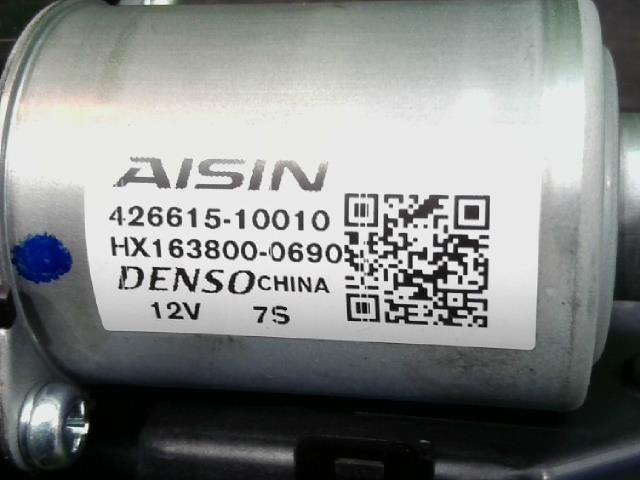 AISIN
426615-10010
HX163800-0690
DENSO CHINA
12V 7S